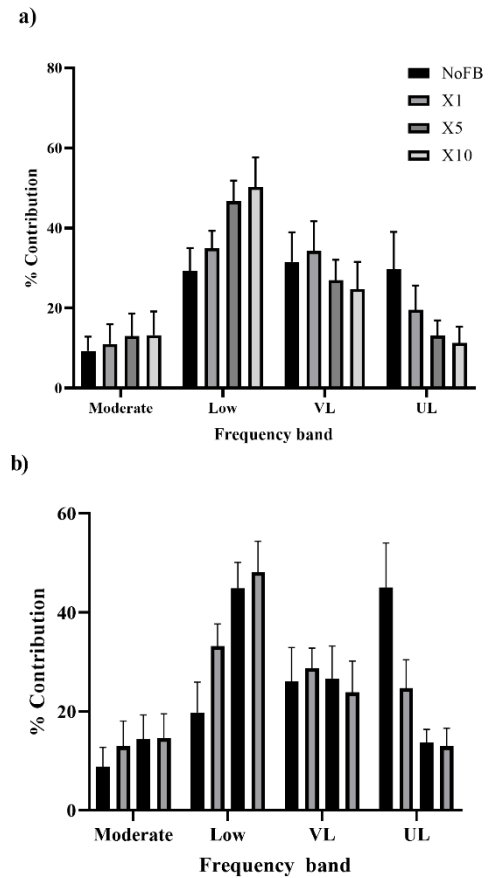 a)
NoFB
X1
X5
X10
% Contribution
80
60
40
20
0
Moderate Low VL UL
Frequency band
b)
% Contribution
60
40
20
0
Moderate Low VL UL
Frequency band